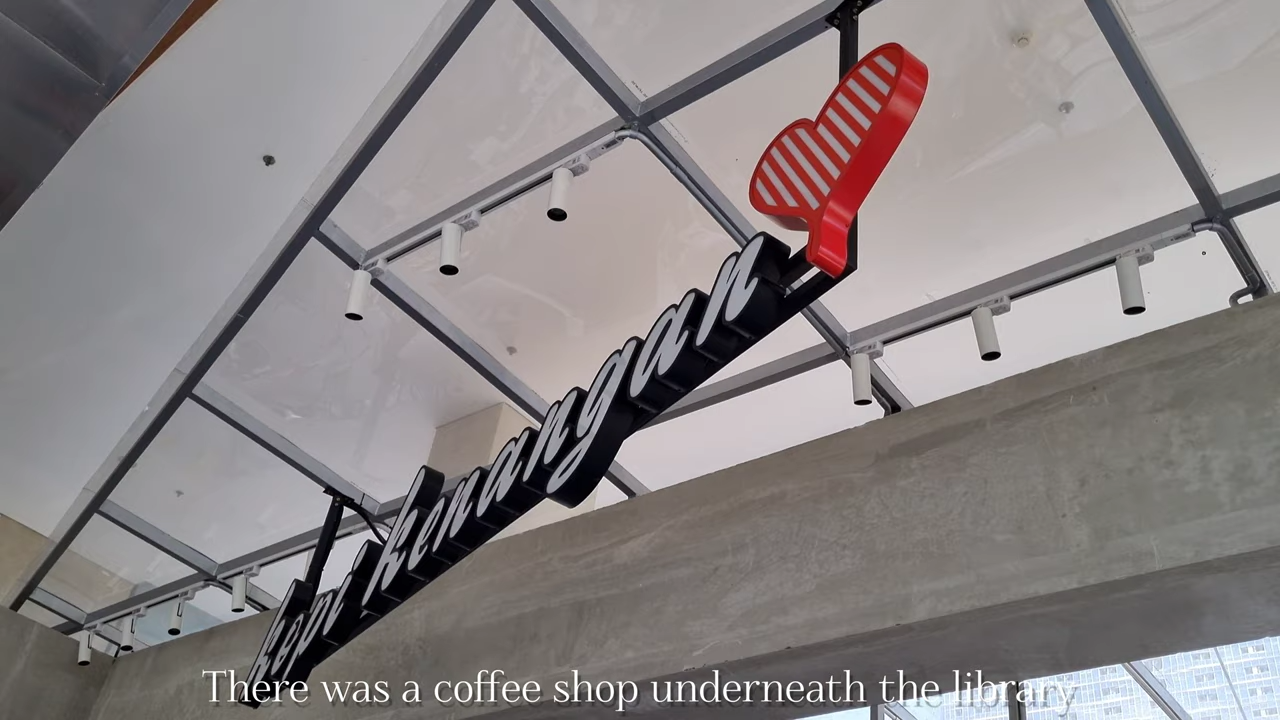 kopi kenangan
There was a coffee shop underneath the library